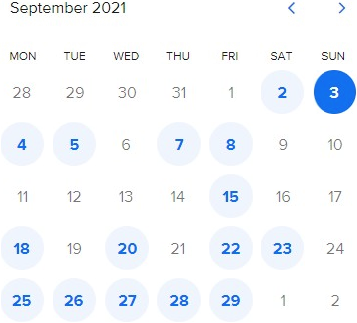 September 2021
MON TUE WED THU FRI SAT SUN
28 29 30 31 1 2 3
4 5 6 7 8 9 10
11 12 13 14 15 16 17
18 19 20 21 22 23 24
25 26 27 28 29 1 2